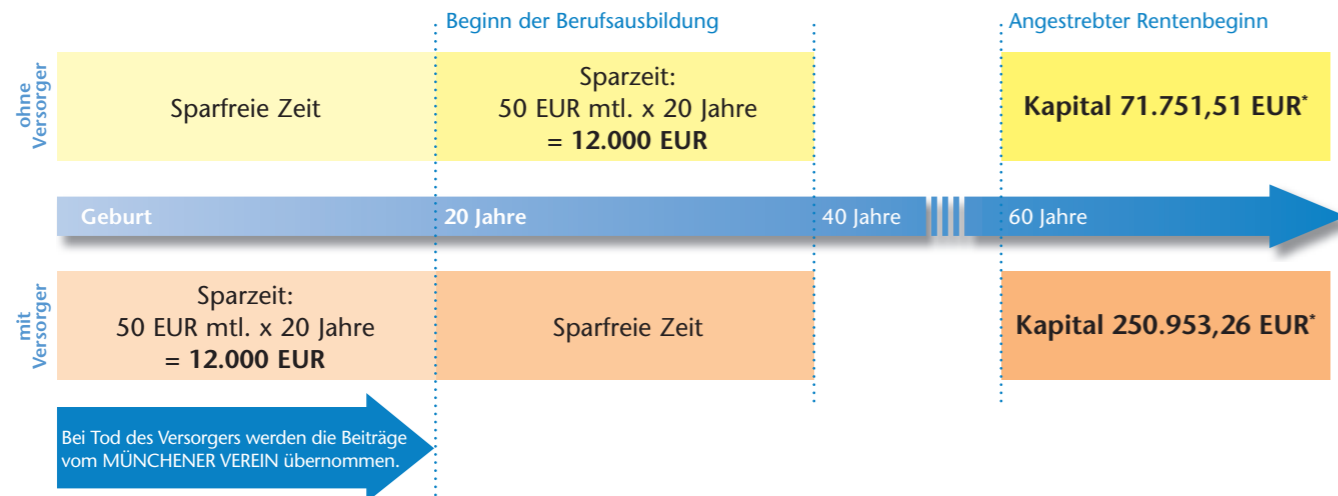 Beginn der Berufsausbildung
Angestrebter Rentenbeginn
ohne
Versorger
Sparfreie Zeit
Sparzeit:
50 EUR mtl. x 20 Jahre
= 12.000 EUR
Kapital 71.751,51 EUR*
Geburt
20 Jahre
40 Jahre
60 Jahre
mit
Versorger
Sparzeit:
50 EUR mtl. x 20 Jahre
= 12.000 EUR
Sparfreie Zeit
Kapital 250.953,26 EUR*
Bei Tod des Versorgers werden die Beiträge
vom MÜNCHENER VEREIN übernommen.